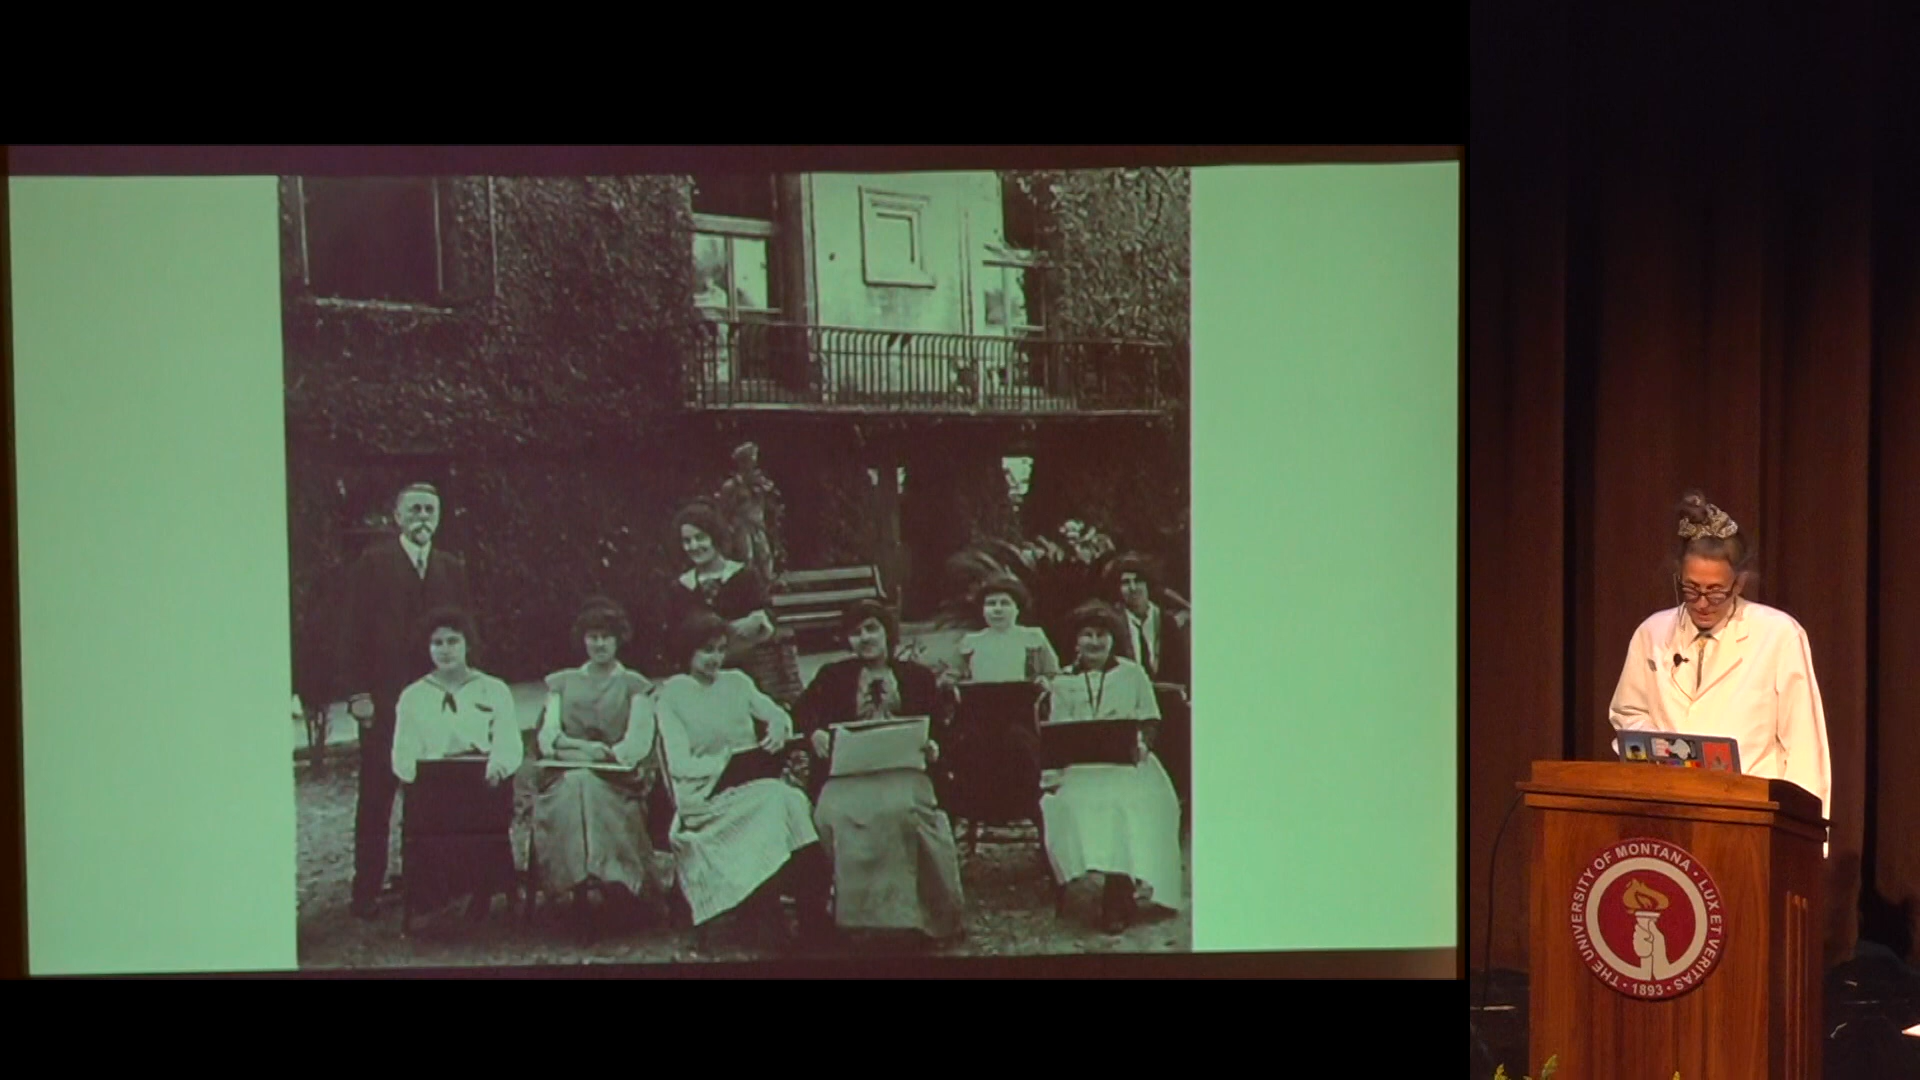 THE UNIVERSITY OF MONTANA • LUX ET VERITAS •
• 1893 •